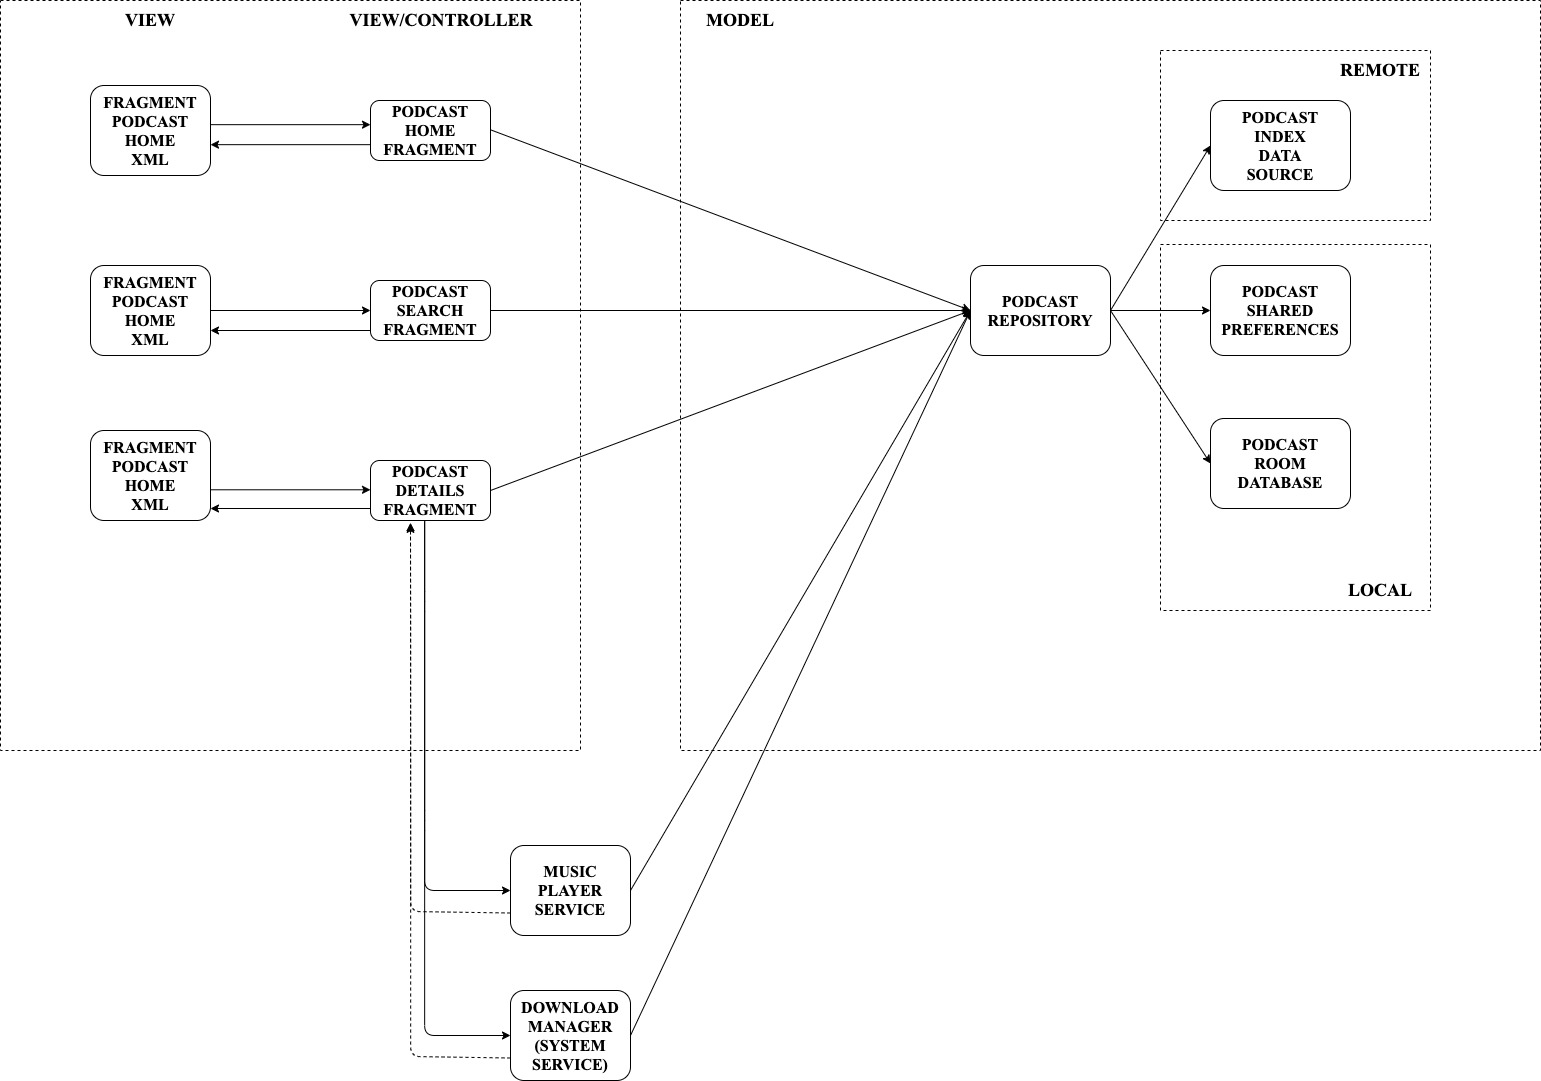 VIEW
VIEW/CONTROLLER
MODEL
REMOTE
FRAGMENT
PODCAST
HOME
XML
PODCAST
HOME
FRAGMENT
PODCAST
INDEX
DATA
SOURCE
FRAGMENT
PODCAST
HOME
XML
PODCAST
SEARCH
FRAGMENT
PODCAST
REPOSITORY
PODCAST
SHARED
PREFERENCES
FRAGMENT
PODCAST
HOME
XML
PODCAST
DETAILS
FRAGMENT
PODCAST
ROOM
DATABASE
LOCAL
MUSIC
PLAYER
SERVICE
DOWNLOAD
MANAGER
(SYSTEM
SERVICE)